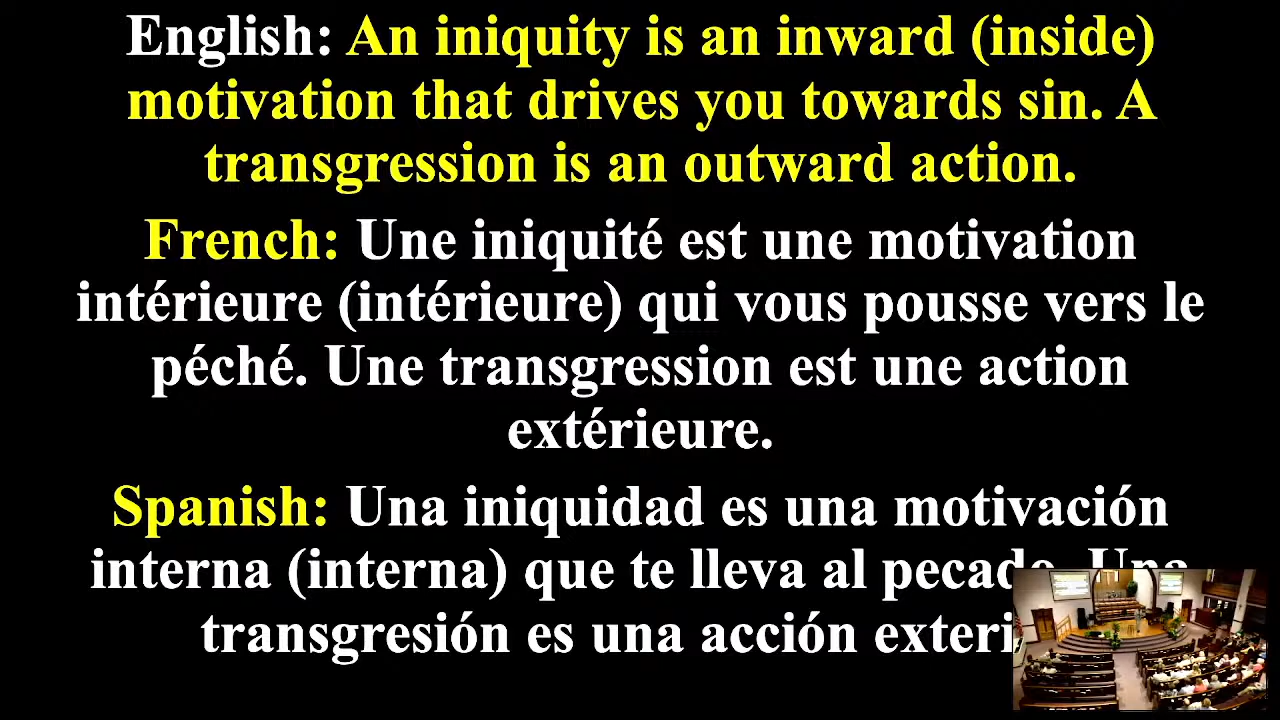 English: An iniquity is an inward (inside)
motivation that drives you towards sin. A
transgression is an outward action.
French: Une iniquité est une motivation
intérieure (intérieure) qui vous pousse vers le
péché. Une transgression est une action
extérieure.
Spanish: Una iniquidad es una motivación
interna (interna) que te lleva al pecado. Una
transgresión es una acción